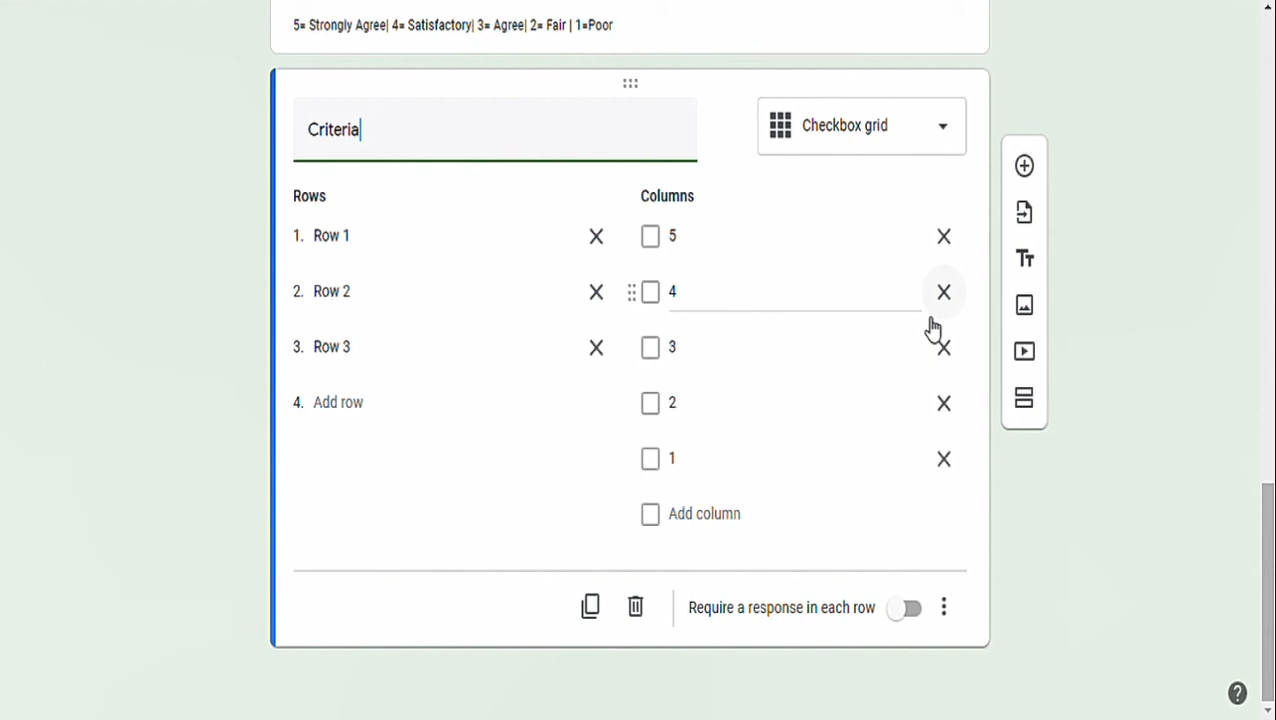 5= Strongly Agree| 4= Satisfactory| 3= Agree| 2= Fair | 1=Poor
Criteria
Checkbox grid
Rows
Columns
1. Row 1
5
2. Row 2
4
3. Row 3
3
4. Add row
2
1
Add column
Require a response in each row